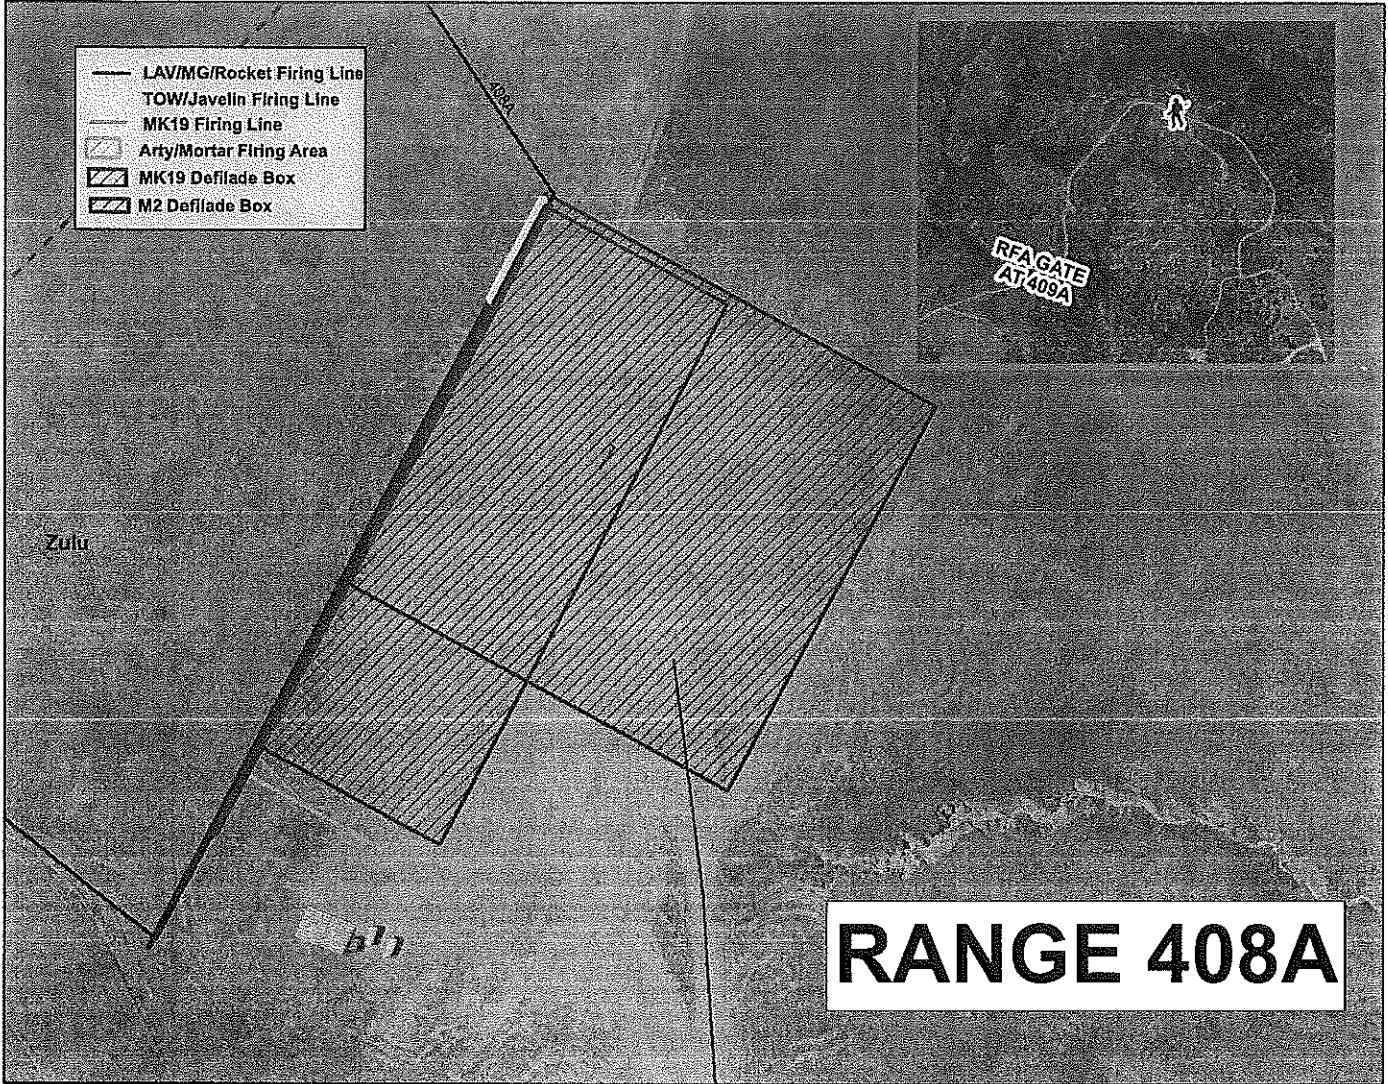 LAV/MG/Rocket Firing Line
TOW/Javelin Firing Line
MK19 Firing Line
Arty/Mortar Firing Area
MK19 Defilade Box
M2 Defilade Box
409A
RFA GATE
AT 409A
Zulu
RANGE 408A